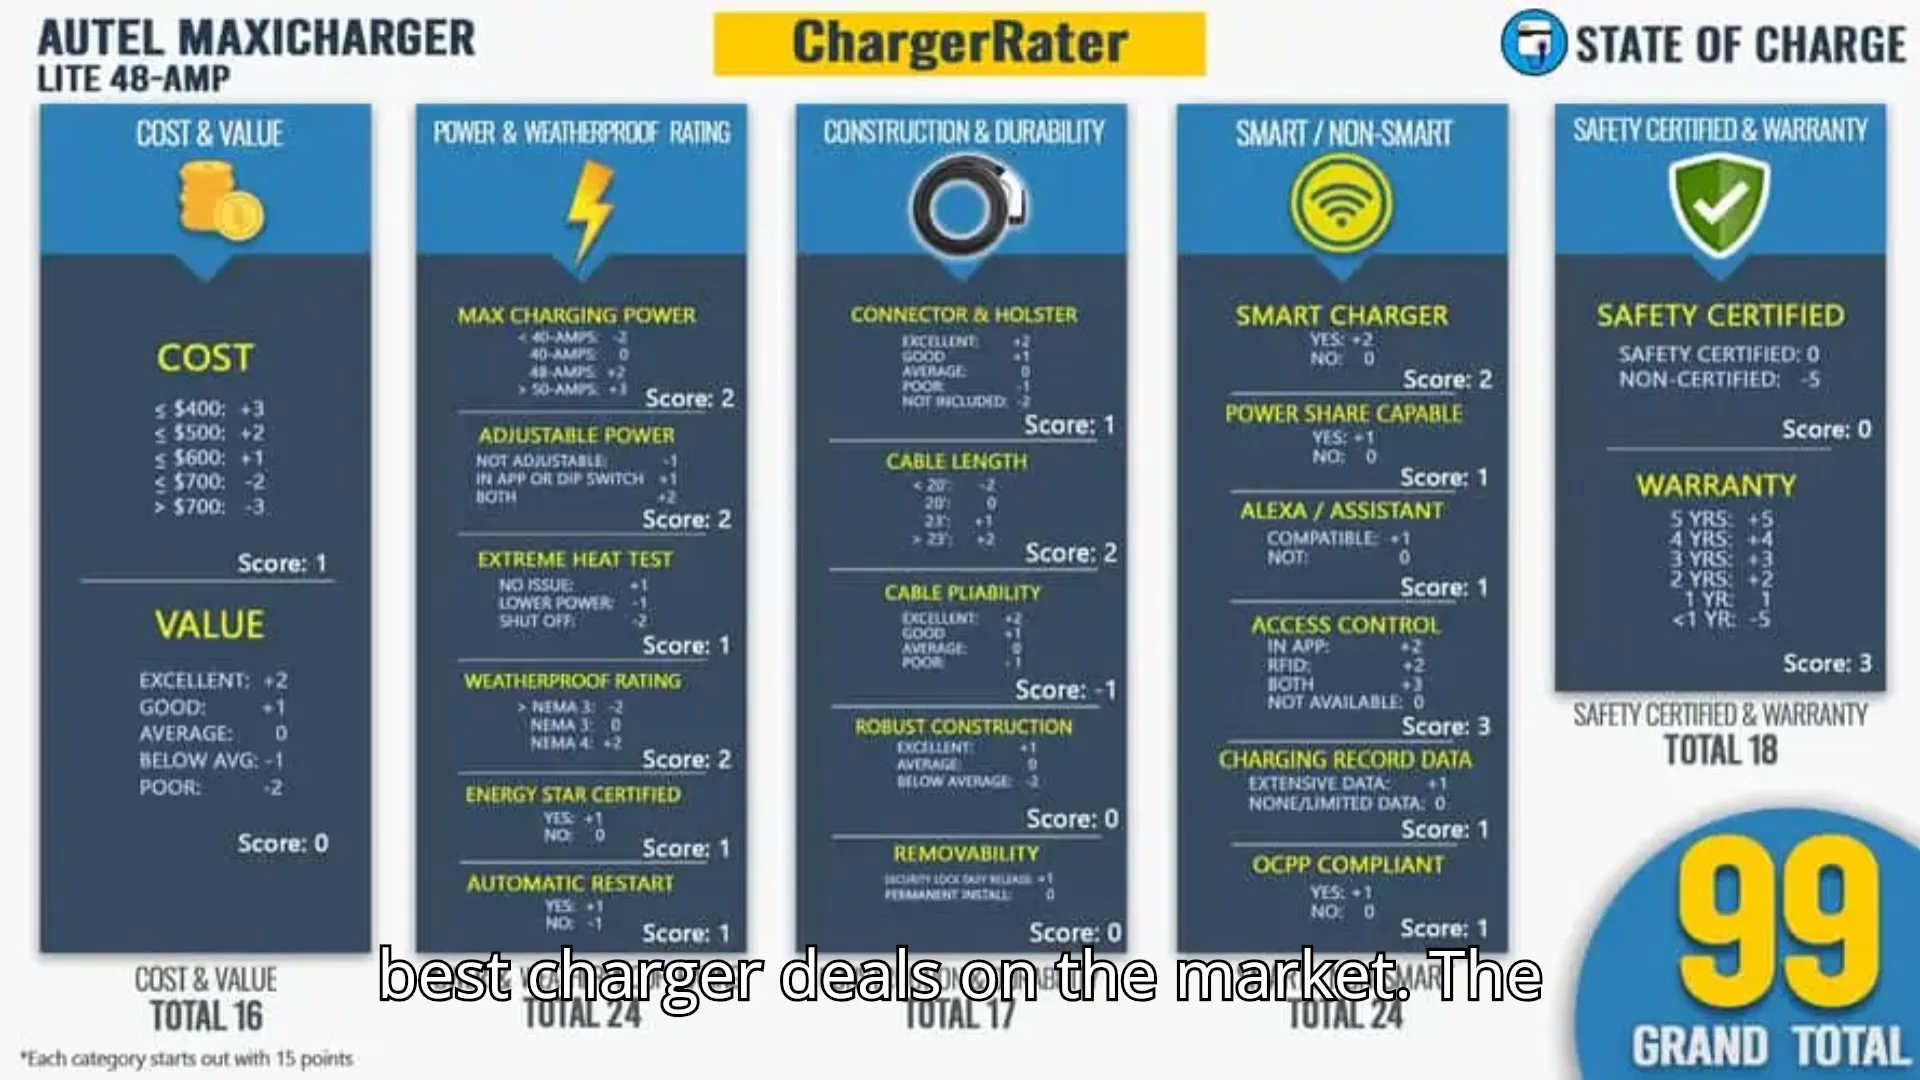 AUTEL MAXICHARGER
LITE 48-AMP
ChargerRater
STATE OF CHARGE
COST & VALUE
COST
≤ $400: +3
≤ $500: +2
≤ $600: +1
≤ $700: -2
> $700: -3
Score: 1
VALUE
EXCELLENT: +2
GOOD: +1
AVERAGE: 0
BELOW AVG: -1
POOR: -2
Score: 0
COST & VALUE
TOTAL 16
*Each category starts out with 15 points
POWER & WEATHERPROOF RATING
MAX CHARGING POWER
< 40-AMPS: -2
40-AMPS: 0
48-AMPS: +2
> 50-AMPS: +3
Score: 2
ADJUSTABLE POWER
NOT ADJUSTABLE: -1
IN APP OR DIP SWITCH +1
BOTH +2
Score: 2
EXTREME HEAT TEST
NO ISSUE: +1
LOWER POWER: -1
SHUT OFF: -2
Score: 1
WEATHERPROOF RATING
> NEMA 3: -2
NEMA 3: 0
NEMA 4: +2
Score: 2
ENERGY STAR CERTIFIED
YES: +1
NO: 0
Score: 1
AUTOMATIC RESTART
YES: +1
NO: -1
Score: 1
TOTAL 24
CONSTRUCTION & DURABILITY
CONNECTOR & HOLSTER
EXCELLENT: +2
GOOD +1
AVERAGE: 0
POOR: -1
NOT INCLUDED: -2
Score: 1
CABLE LENGTH
< 20': -2
20': 0
23': +1
> 23': +2
Score: 2
CABLE PLIABILITY
EXCELLENT: +2
GOOD +1
AVERAGE: 0
POOR: -1
Score: -1
ROBUST CONSTRUCTION
EXCELLENT: +1
AVERAGE: 0
BELOW AVERAGE: -2
Score: 0
REMOVABILITY
SECURITY LOCK EASY RELEASE: +1
PERMANENT INSTALL: 0
Score: 0
TOTAL 17
SMART / NON-SMART
SMART CHARGER
YES: +2
NO: 0
Score: 2
POWER SHARE CAPABLE
YES: +1
NO: 0
Score: 1
ALEXA / ASSISTANT
COMPATIBLE: +1
NOT: 0
Score: 1
ACCESS CONTROL
IN APP: +2
RFID: +2
BOTH +3
NOT AVAILABLE: 0
Score: 3
CHARGING RECORD DATA
EXTENSIVE DATA: +1
NONE/LIMITED DATA: 0
Score: 1
OCPP COMPLIANT
YES: +1
NO: 0
Score: 1
TOTAL 24
SAFETY CERTIFIED & WARRANTY
SAFETY CERTIFIED
SAFETY CERTIFIED: 0
NON-CERTIFIED: -5
Score: 0
WARRANTY
5 YRS: +5
4 YRS: +4
3 YRS: +3
2 YRS: +2
1 YR: 1
<1 YR: -5
Score: 3
SAFETY CERTIFIED & WARRANTY
TOTAL 18
99
GRAND TOTAL
best charger deals on the market. The